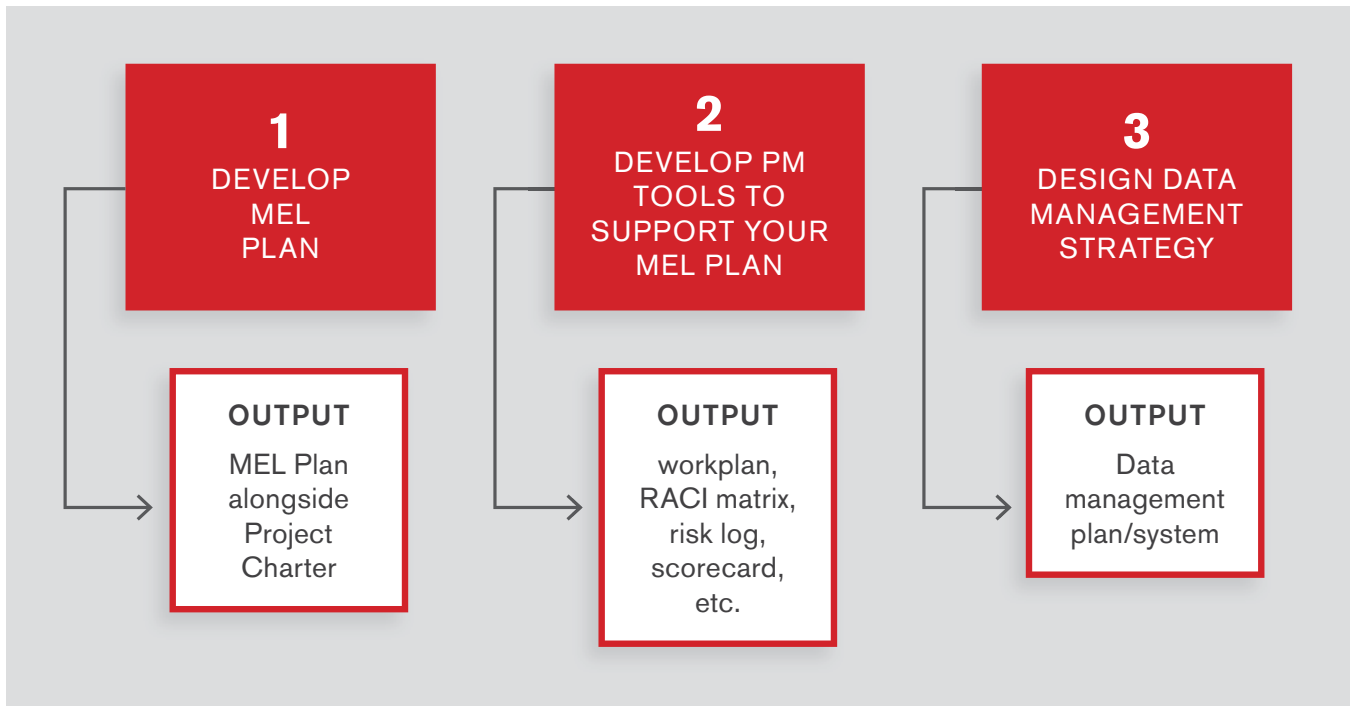 1
DEVELOP
MEL
PLAN
OUTPUT
MEL Plan
alongside
Project
Charter
2
DEVELOP PM
TOOLS TO
SUPPORT YOUR
MEL PLAN
OUTPUT
workplan,
RACI matrix,
risk log,
scorecard,
etc.
3
DESIGN DATA
MANAGEMENT
STRATEGY
OUTPUT
Data
management
plan/system